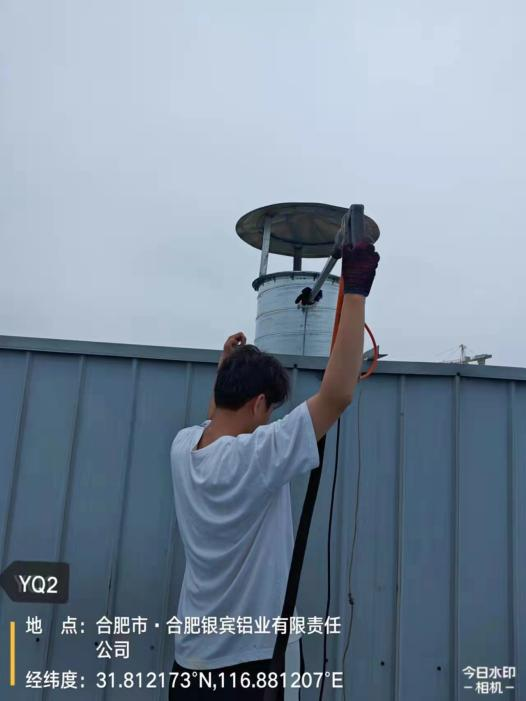 YQ2
地 点：合肥市·合肥银宾铝业有限责任
公司
经纬度：31.812173°N,116.881207°E
今日水印
-相机-